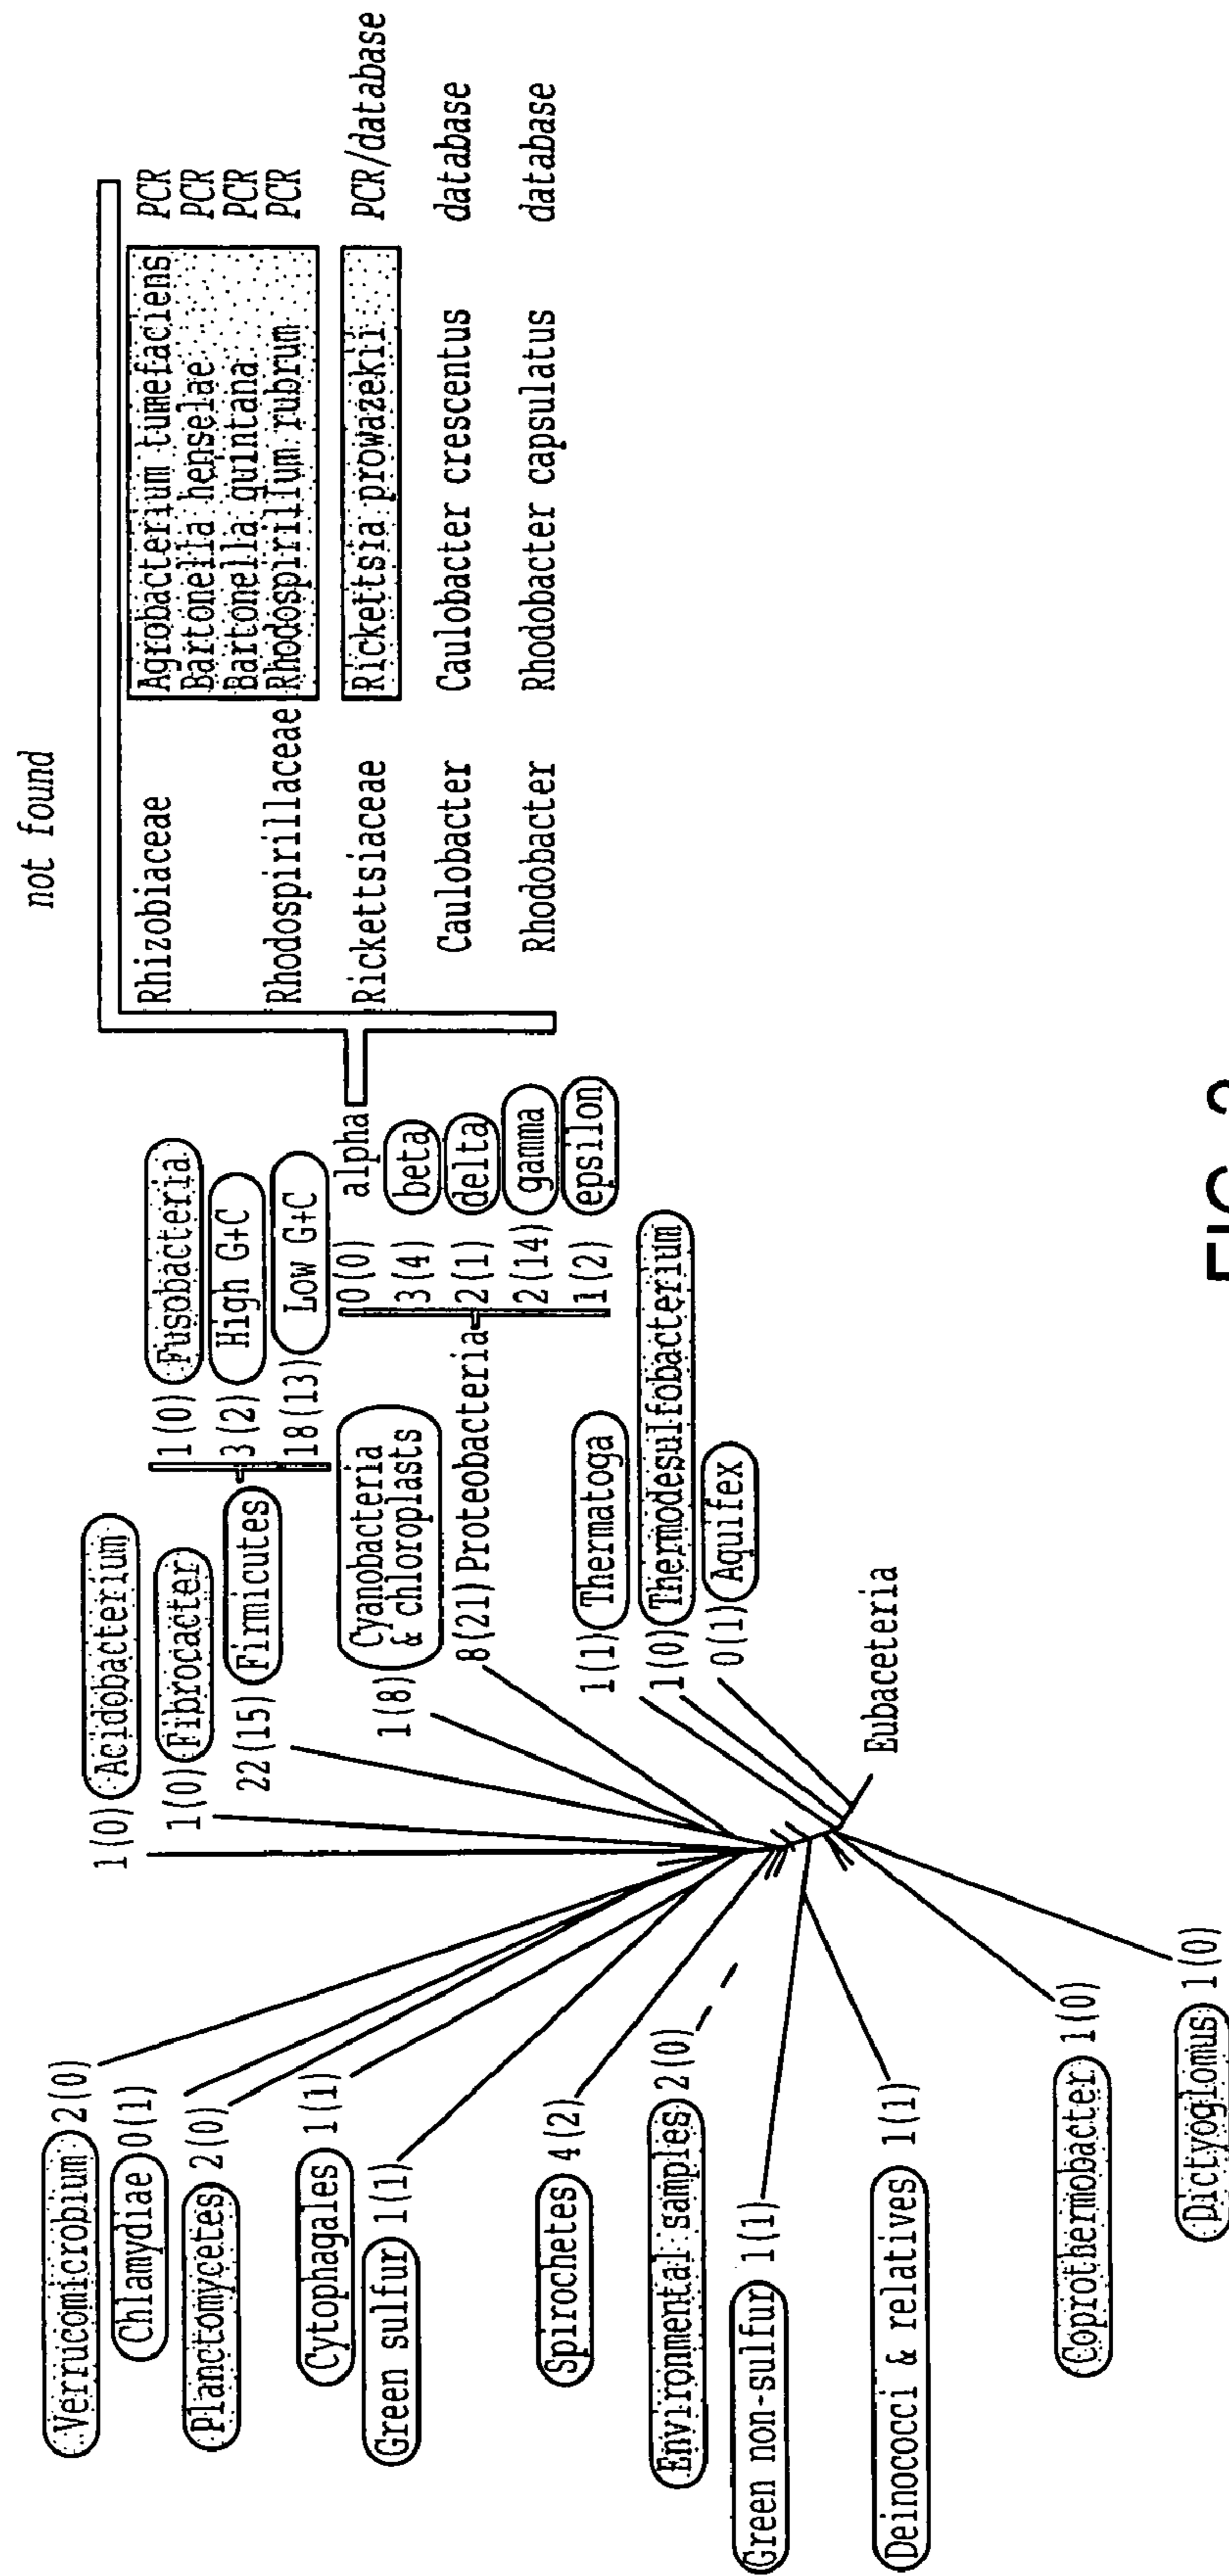 not found
Rhizobiaceae Agrobacterium tumefaciens PCR
Bartonella henselae PCR
Bartonella quintana PCR
Rhodospirillaceae Rhodospirillum rubrum PCR
Rickettsiaceae Rickettsia prowazekii PCR/database
Caulobacter Caulobacter crescentus database
Rhodobacter Rhodobacter capsulatus database
Verrucomicrobium 2(0)
Chlamydiae 0(1)
Planctomycetes 2(0)
Cytophagales 1(1)
Green sulfur 1(1)
Spirochetes 4(2)
Environmental samples 2(0)
Green non-sulfur 1(1)
Deinococci & relatives 1(1)
Coprothermobacter 1(0)
Dictyoglomus 1(0)
1(0) Acidobacterium
1(0) Fibrocacter
22(15) Firmicutes
1(0) Fusobacteria
3(2) High G+C
18(13) Low G+C
1(8) Cyanobacteria
& chloroplasts
8(21) Proteobacteria
0(0) alpha
3(4) beta
2(1) delta
2(14) gamma
1(2) epsilon
1(1) Thermatoga
1(0) Thermodesulfobacterium
0(1) Aquifex
Eubaceteria